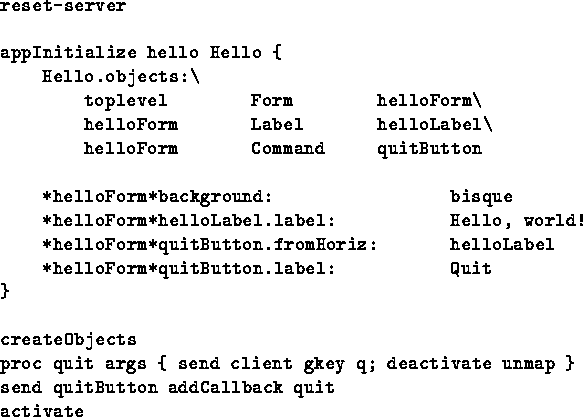 reset-server

appInitialize hello Hello {
    Hello.objects:\
        toplevel        Form        helloForm\
        helloForm       Label       helloLabel\
        helloForm       Command     quitButton

    *helloForm*background:                 bisque
    *helloForm*helloLabel.label:           Hello, world!
    *helloForm*quitButton.fromHoriz:       helloLabel
    *helloForm*quitButton.label:           Quit
}

createObjects
proc quit args { send client gkey q; deactivate unmap }
send quitButton addCallback quit
activate